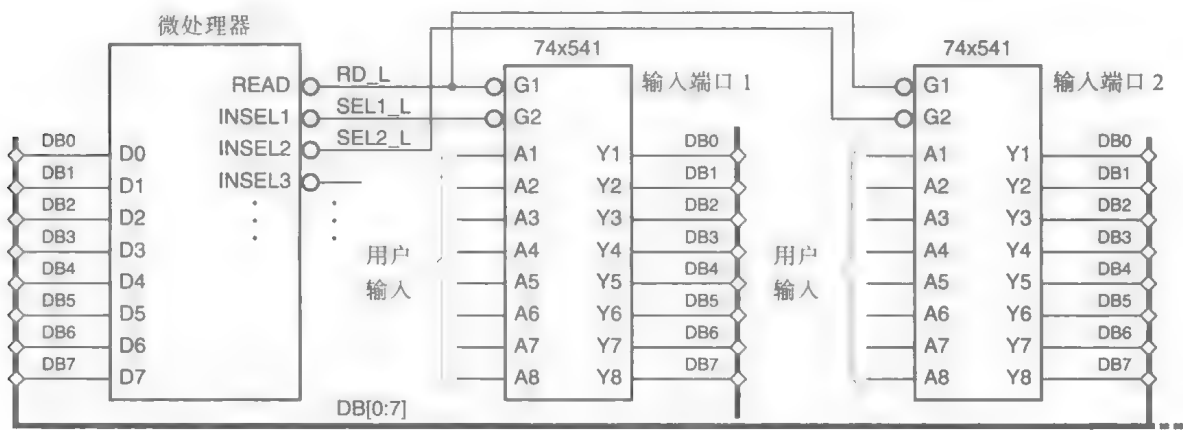 微处理器
READ
INSEL1
INSEL2
INSEL3
D0
D1
D2
D3
D4
D5
D6
D7
DB0
DB1
DB2
DB3
DB4
DB5
DB6
DB7
RD_L
SEL1_L
SEL2_L
74x541
输入端口 1
G1
G2
A1
A2
A3
A4
A5
A6
A7
A8
Y1
Y2
Y3
Y4
Y5
Y6
Y7
Y8
用户
输入
DB0
DB1
DB2
DB3
DB4
DB5
DB6
DB7
74x541
输入端口 2
G1
G2
A1
A2
A3
A4
A5
A6
A7
A8
Y1
Y2
Y3
Y4
Y5
Y6
Y7
Y8
用户
输入
DB0
DB1
DB2
DB3
DB4
DB5
DB6
DB7
DB[0:7]